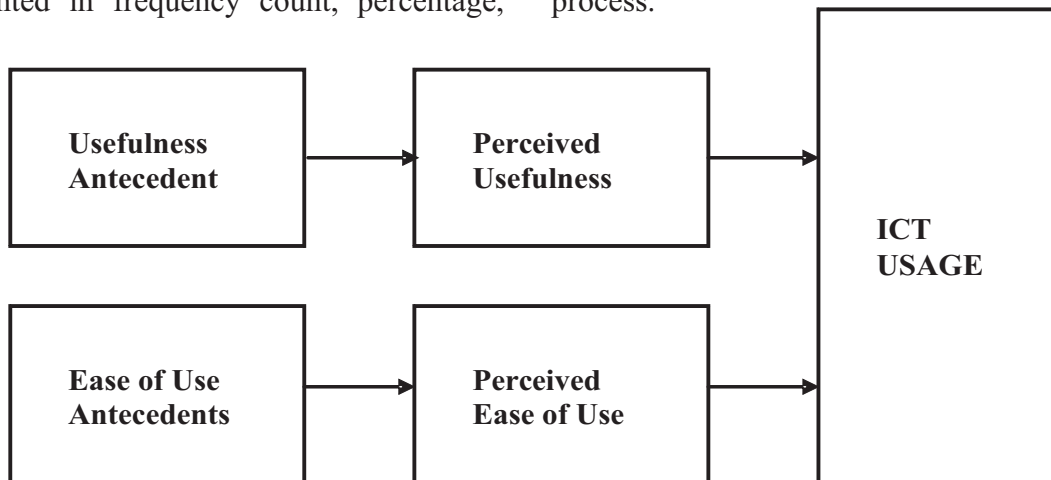 in frequency count, percentage, process.
Usefulness
Antecedent
Perceived
Usefulness
ICT
USAGE
Ease of Use
Antecedents
Perceived
Ease of Use